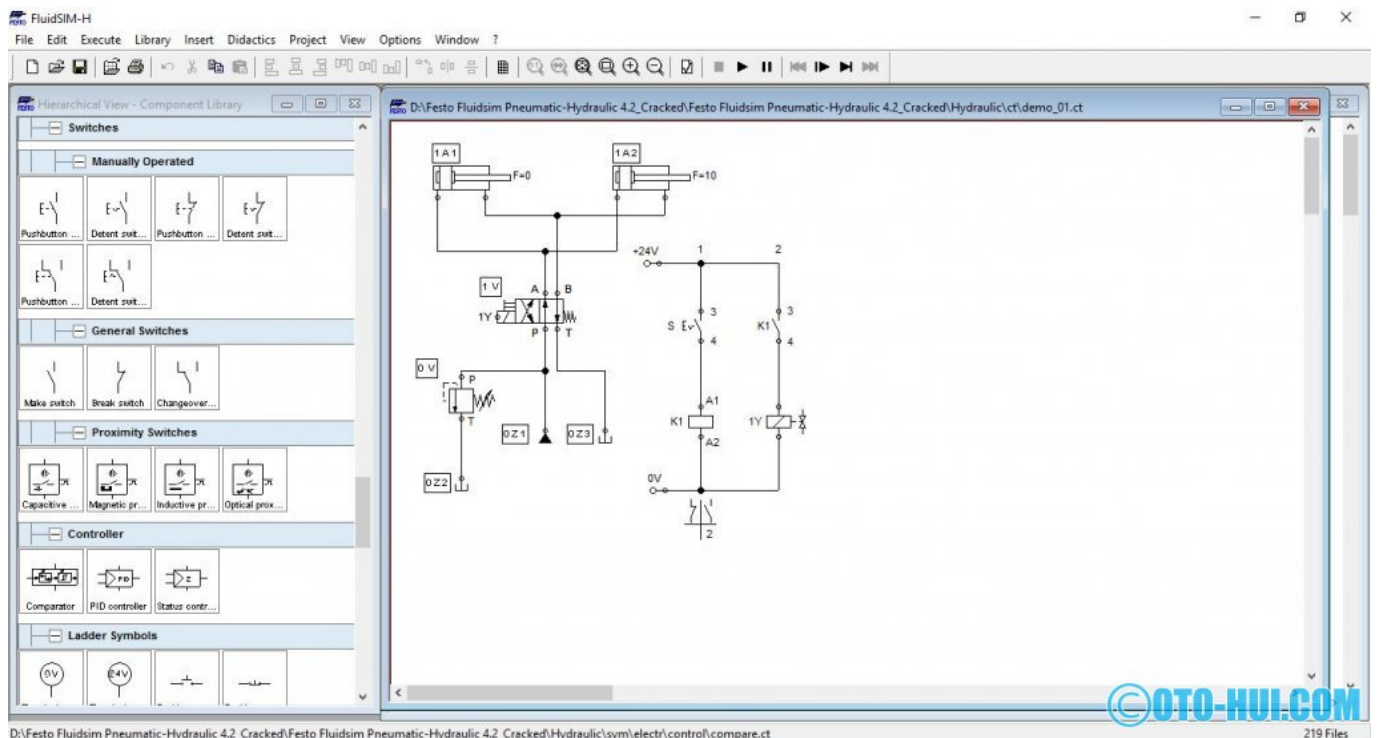 FluidSIM-H
File Edit Execute Library Insert Didactics Project View Options Window ?
Hierarchical View - Component Library
Switches
Manually Operated
Pushbutton ... Detent swit... Pushbutton ... Detent swit...
Pushbutton ... Detent swit...
General Switches
Make switch Break switch Changeover...
Proximity Switches
Capacitive ... Magnetic pr... Inductive pr... Optical prox...
Controller
PID
Comparator PID controller Status contr...
Ladder Symbols
0V 24V
D:\Festo Fluidsim Pneumatic-Hydraulic 4.2_Cracked\Festo Fluidsim Pneumatic-Hydraulic 4.2_Cracked\Hydraulic\ct\demo_01.ct
1A1 1A2
F=0 F=10
+24V 1 2
1V A B
1Y
P T
S 3 K1 3
4 4
0V P
T
A1
K1 1Y
A2
0Z1 0Z3
0Z2
0V
2
©OTO-HUI.COM
D:\Festo Fluidsim Pneumatic-Hydraulic 4.2_Cracked\Festo Fluidsim Pneumatic-Hydraulic 4.2_Cracked\Hydraulic\sym\electr\control\compare.ct
219 Files